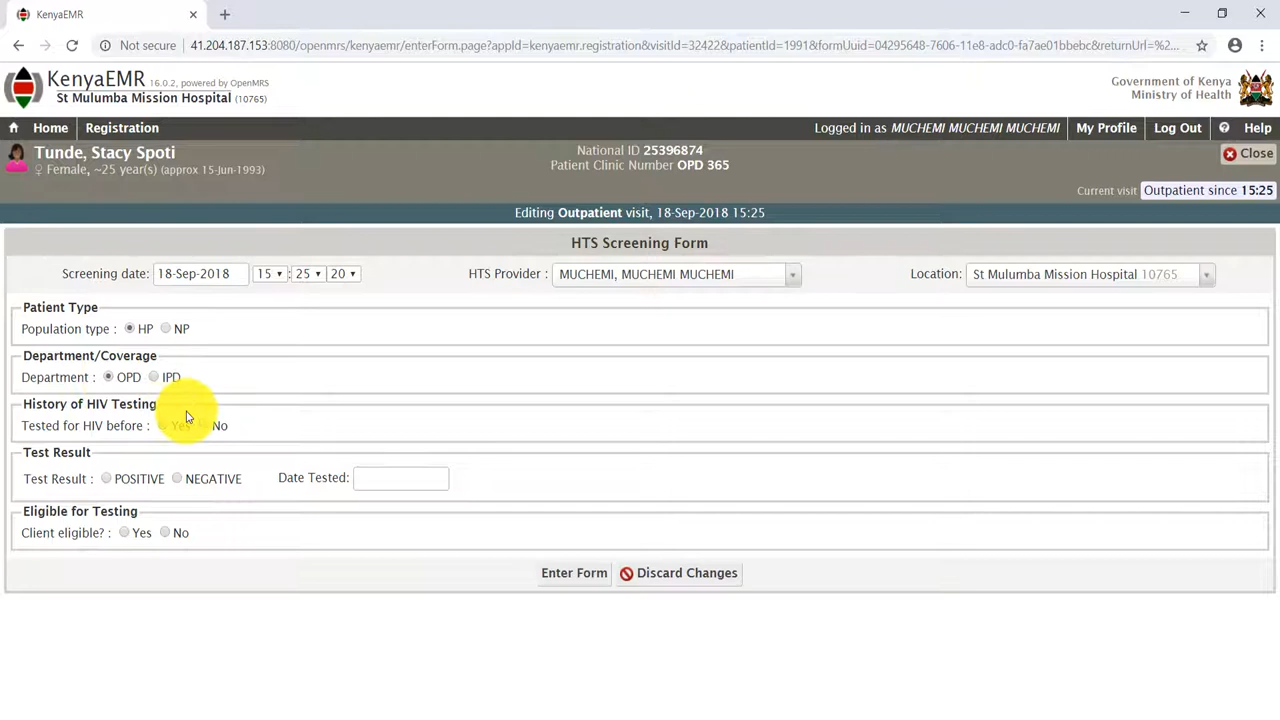 KenyaEMR
Not secure 41.204.187.153:8080/openmrs/kenyaemr/enterForm.page?appId=kenyaemr.registration&visitId=32422&patientId=1991&formUuid=04295648-7606-11e8-adc0-fa7ae01bbebc&returnUrl=%2...
KenyaEMR 16.0.2, powered by OpenMRS
St Mulumba Mission Hospital (10765)
Government of Kenya
Ministry of Health
Home Registration Logged in as MUCHEMI MUCHEMI MUCHEMI My Profile Log Out Help
Tunde, Stacy Spoti
♀ Female, ~25 year(s) (approx 15-Jun-1993)
National ID 25396874
Patient Clinic Number OPD 365
Close
Current visit Outpatient since 15:25
Editing Outpatient visit, 18-Sep-2018 15:25
HTS Screening Form
Screening date: 18-Sep-2018 15 : 25 20 HTS Provider : MUCHEMI, MUCHEMI MUCHEMI Location: St Mulumba Mission Hospital 10765
Patient Type
Population type : HP NP
Department/Coverage
Department : OPD IPD
History of HIV Testing
Tested for HIV before : Yes No
Test Result
Test Result : POSITIVE NEGATIVE Date Tested:
Eligible for Testing
Client eligible? : Yes No
Enter Form Discard Changes